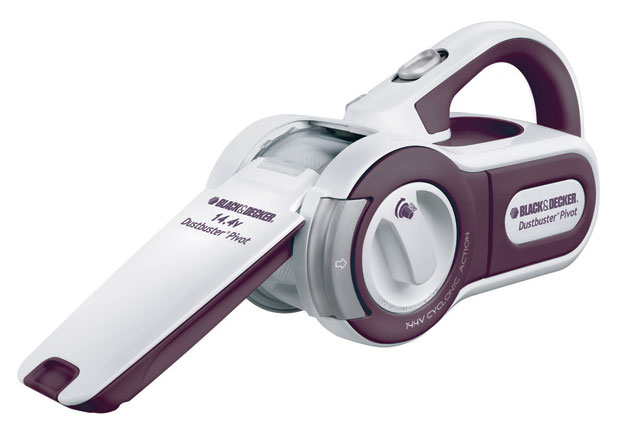 BLACK&DECKER®
14.4v
Dustbuster® Pivot
BLACK&DECKER®
Dustbuster® Pivot
14.4V CYCLONIC ACTION